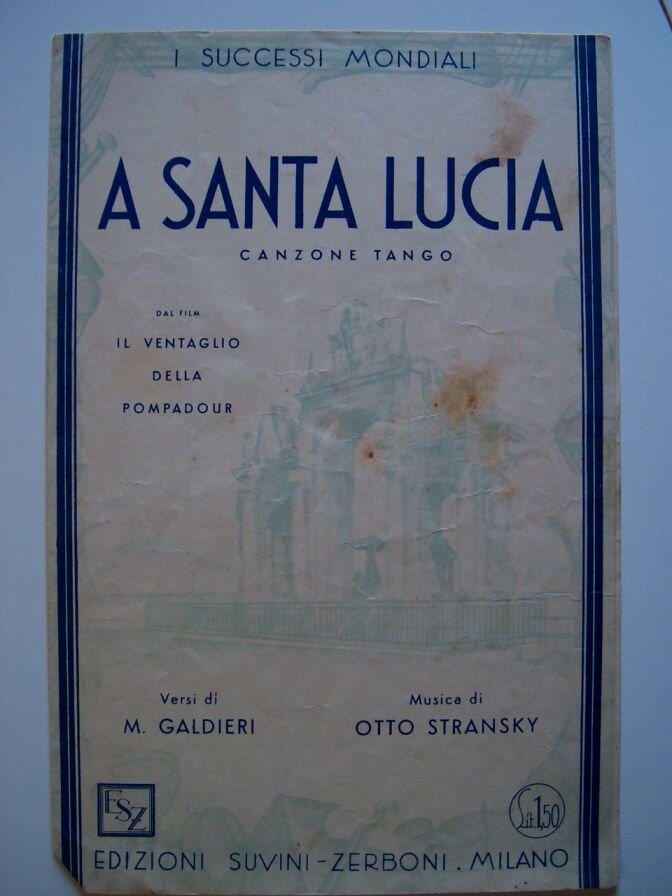 I SUCCESSI MONDIALI
A SANTA LUCIA
CANZONE TANGO
DAL FILM
IL VENTAGLIO
DELLA
POMPADOUR
Versi di
M. GALDIERI
Musica di
OTTO STRANSKY
ESZ
Lit.1,50
EDIZIONI SUVINI-ZERBONI. MILANO